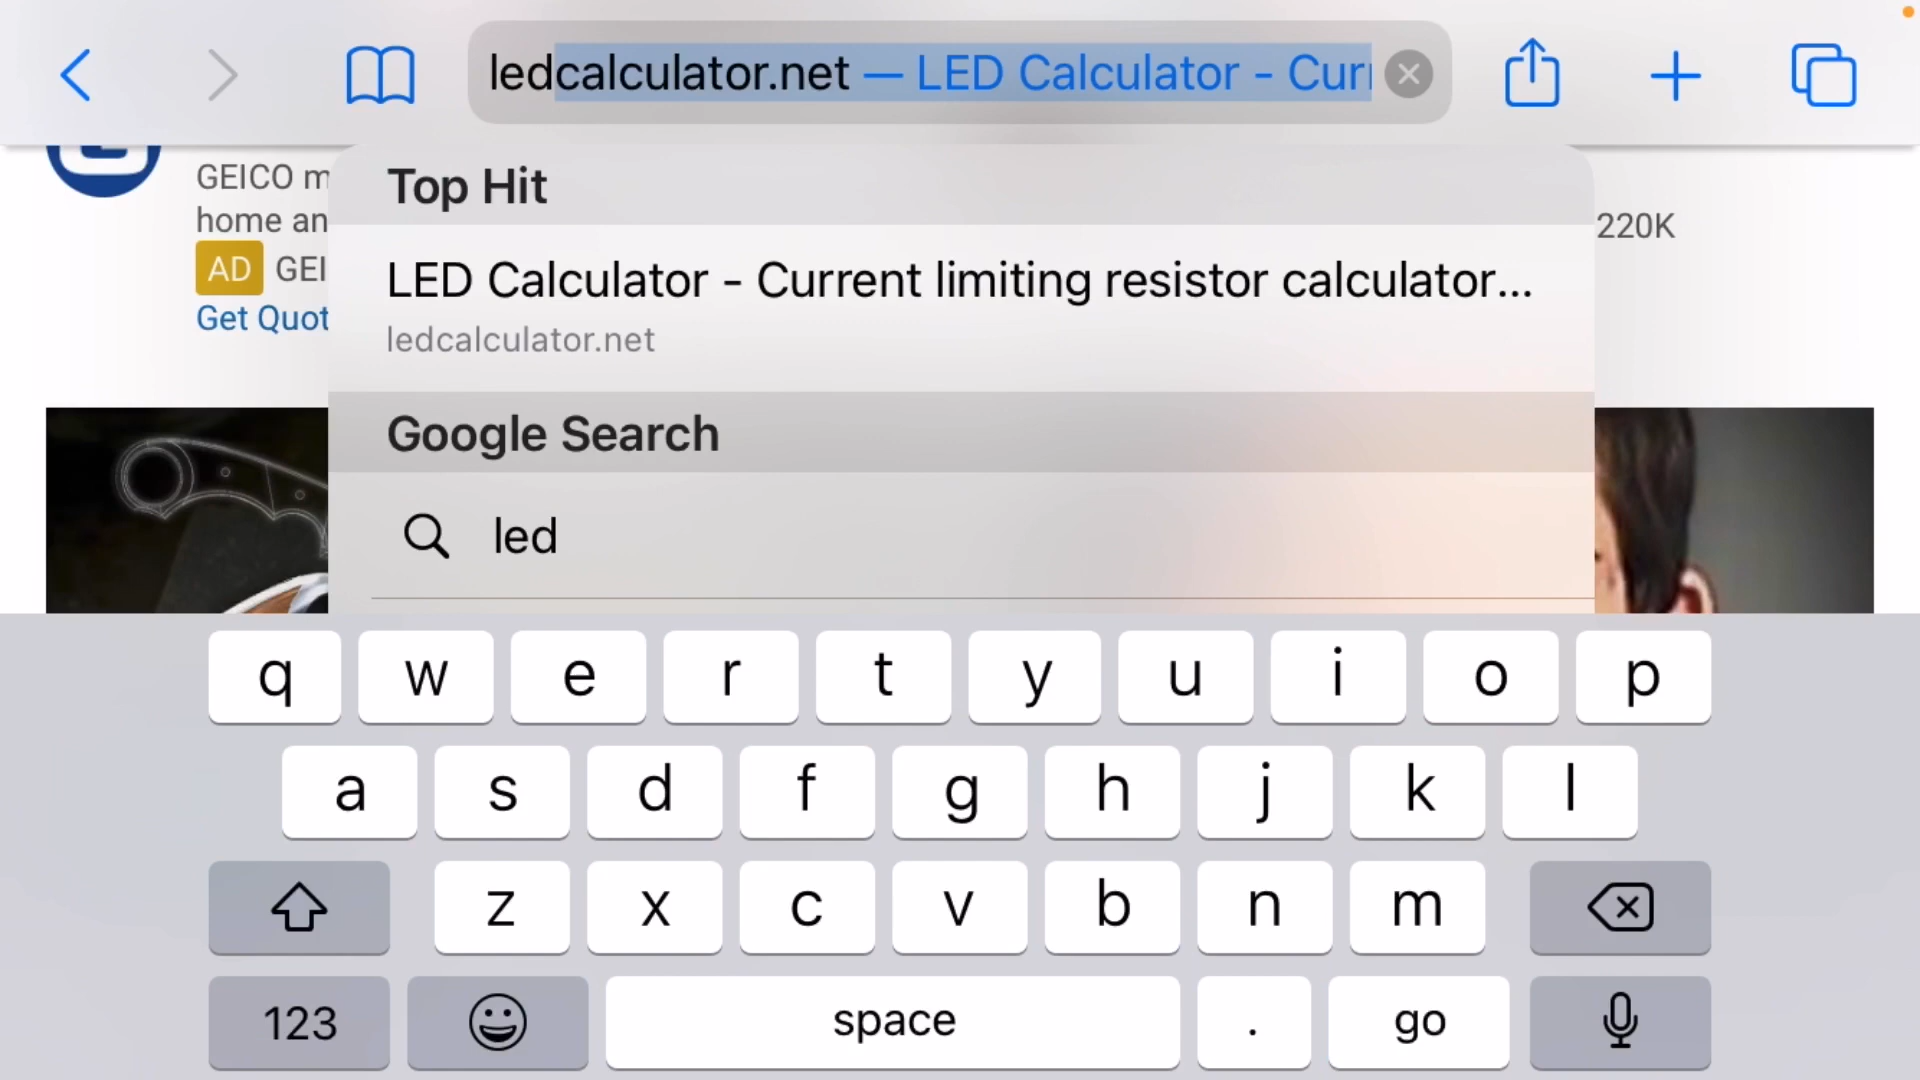 ledcalculator.net — LED Calculator - Curr
Top Hit
GEICO m
home an
220K
AD GEI
LED Calculator - Current limiting resistor calculator...
Get Quot
ledcalculator.net
Google Search
led
q w e r t y u i o p
a s d f g h j k l
z x c v b n m
123 space . go